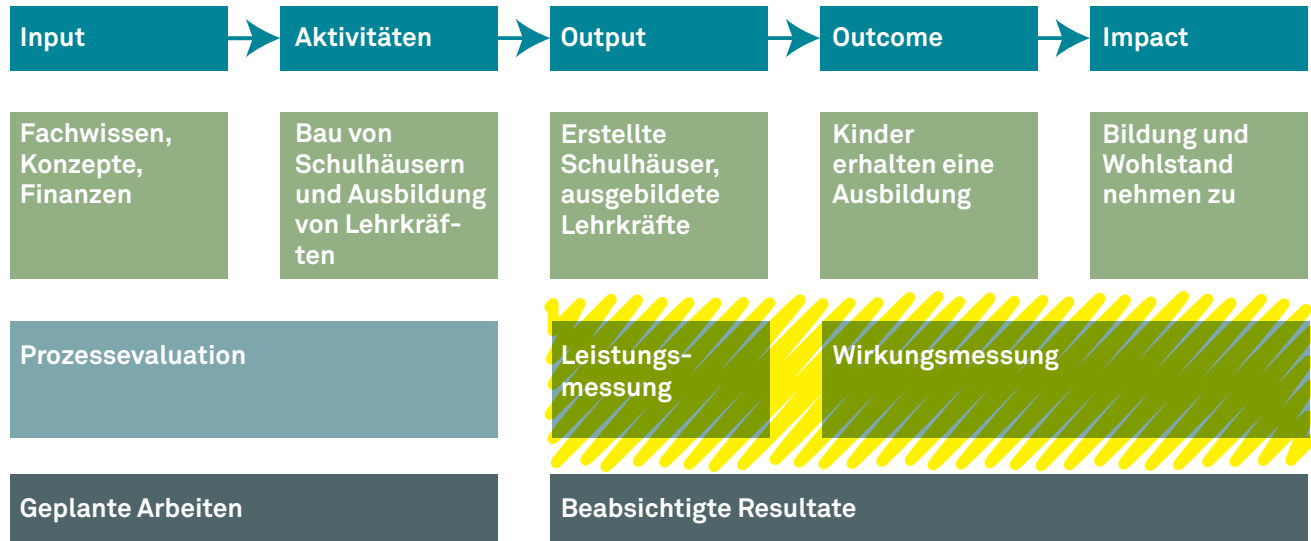 Input
Aktivitäten
Output
Outcome
Impact
Fachwissen,
Konzepte,
Finanzen
Bau von
Schulhäusern
und Ausbildung
von Lehrkräf-
ten
Erstellte
Schulhäuser,
ausgebildete
Lehrkräfte
Kinder
erhalten eine
Ausbildung
Bildung und
Wohlstand
nehmen zu
Prozessevaluation
Leistungs-
messung
Wirkungsmessung
Geplante Arbeiten
Beabsichtigte Resultate